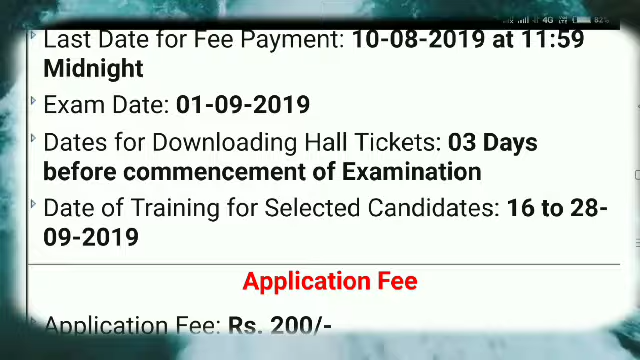 4G 82%
Last Date for Fee Payment: 10-08-2019 at 11:59
Midnight
Exam Date: 01-09-2019
Dates for Downloading Hall Tickets: 03 Days
before commencement of Examination
Date of Training for Selected Candidates: 16 to 28-
09-2019
Application Fee
Application Fee: Rs. 200/-